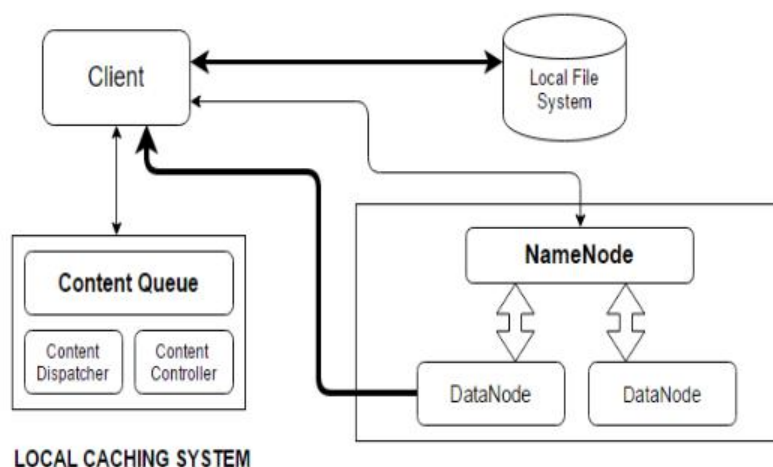 Client
Local File
System
NameNode
Content Queue
Content
Dispatcher
Content
Controller
DataNode
DataNode
LOCAL CACHING SYSTEM